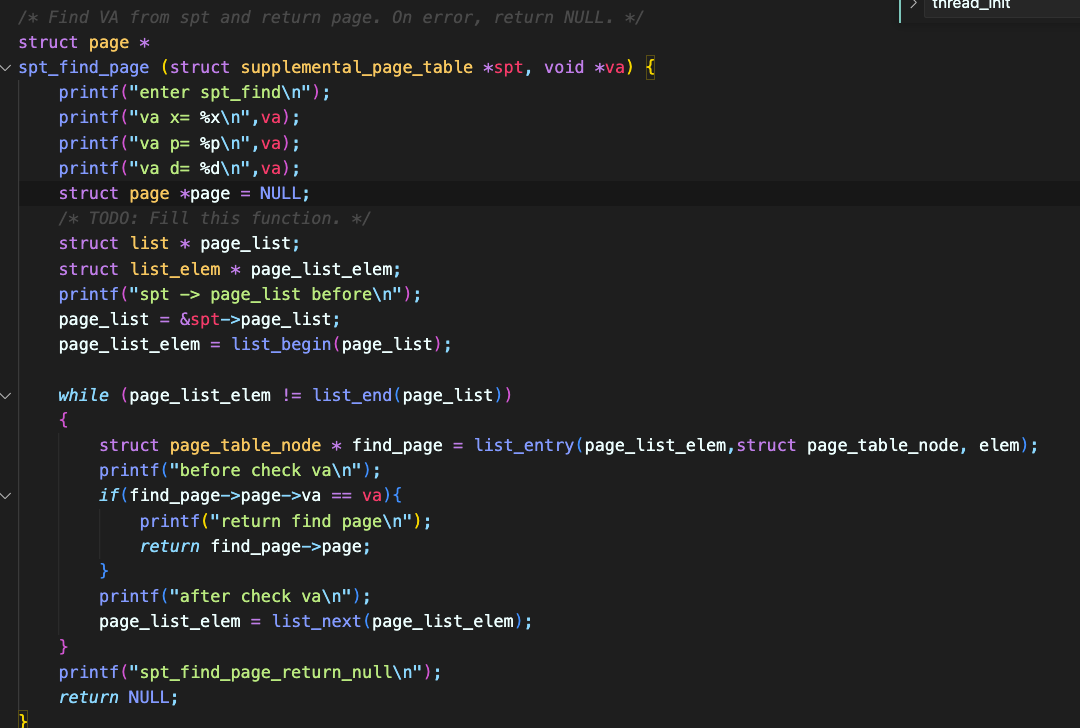 thread_init
/* Find VA from spt and return page. On error, return NULL. */
struct page *
spt_find_page (struct supplemental_page_table *spt, void *va) {
    printf("enter spt_find\n");
    printf("va x= %x\n",va);
    printf("va p= %p\n",va);
    printf("va d= %d\n",va);
    struct page *page = NULL;
    /* TODO: Fill this function. */
    struct list * page_list;
    struct list_elem * page_list_elem;
    printf("spt -> page_list before\n");
    page_list = &spt->page_list;
    page_list_elem = list_begin(page_list);

    while (page_list_elem != list_end(page_list))
    {
        struct page_table_node * find_page = list_entry(page_list_elem,struct page_table_node, elem);
        printf("before check va\n");
        if(find_page->page->va == va){
            printf("return find page\n");
            return find_page->page;
        }
        printf("after check va\n");
        page_list_elem = list_next(page_list_elem);
    }
    printf("spt_find_page_return_null\n");
    return NULL;
}